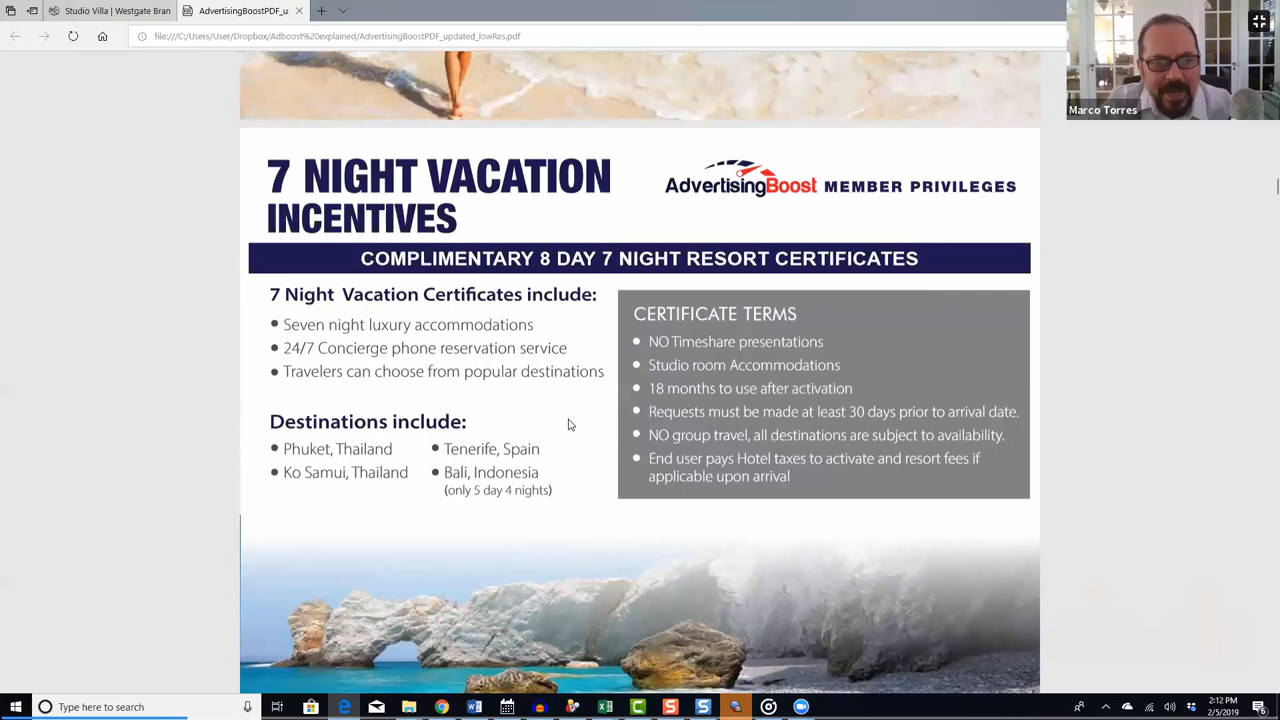 Studio Villa | Westgate Bran
AdvertisingBoostPDF_u
file:///C:/Users/User/Dropbox/Adboost%20explained/AdvertisingBoostPDF_updated_lowRes.pdf
Marco Torres
7 NIGHT VACATION
INCENTIVES
AdvertisingBoost MEMBER PRIVILEGES
COMPLIMENTARY 8 DAY 7 NIGHT RESORT CERTIFICATES
7 Night Vacation Certificates include:
• Seven night luxury accommodations
• 24/7 Concierge phone reservation service
• Travelers can choose from popular destinations
Destinations include:
• Phuket, Thailand
• Ko Samui, Thailand
• Tenerife, Spain
• Bali, Indonesia
(only 5 day 4 nights)
CERTIFICATE TERMS
• NO Timeshare presentations
• Studio room Accommodations
• 18 months to use after activation
• Requests must be made at least 30 days prior to arrival date.
• NO group travel, all destinations are subject to availability.
• End user pays Hotel taxes to activate and resort fees if
applicable upon arrival
Type here to search
2:12 PM
2/5/2019